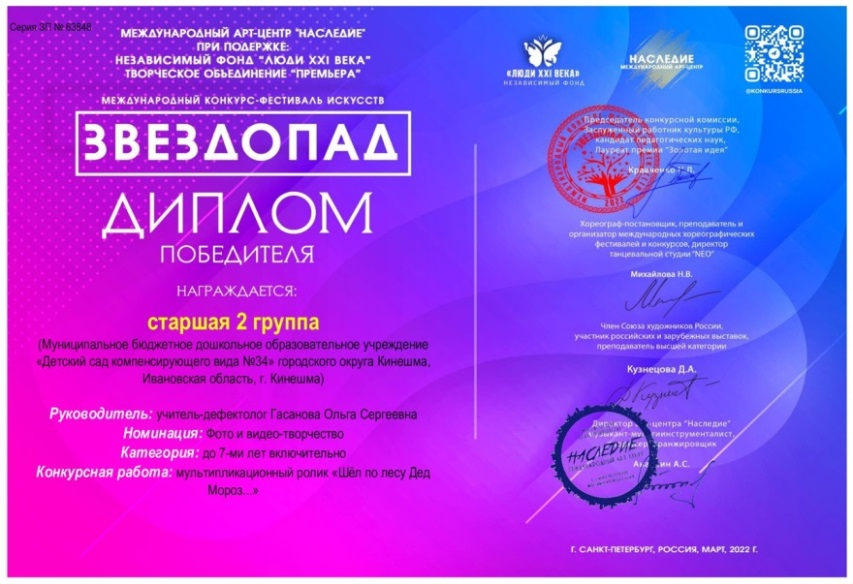 Серия ЗП № 63848
МЕЖДУНАРОДНЫЙ АРТ-ЦЕНТР "НАСЛЕДИЕ"
ПРИ ПОДДЕРЖКЕ:
НЕЗАВИСИМЫЙ ФОНД "ЛЮДИ XXI ВЕКА"
ТВОРЧЕСКОЕ ОБЪЕДИНЕНИЕ "ПРЕМЬЕРА"
МЕЖДУНАРОДНЫЙ КОНКУРС-ФЕСТИВАЛЬ ИСКУССТВ
ЗВЕЗДОПАД
ДИПЛОМ
ПОБЕДИТЕЛЯ
НАГРАЖДАЕТСЯ:
старшая 2 группа
(Муниципальное бюджетное дошкольное образовательное учреждение
«Детский сад компенсирующего вида №34» городского округа Кинешма,
Ивановская область, г. Кинешма)
Руководитель: учитель-дефектолог Гасанова Ольга Сергеевна
Номинация: Фото и видео-творчество
Категория: до 7-ми лет включительно
Конкурсная работа: мультипликационный ролик «Шёл по лесу Дед
Мороз...»
«ЛЮДИ XXI ВЕКА»
НЕЗАВИСИМЫЙ ФОНД
НАСЛЕДИЕ
МЕЖДУНАРОДНЫЙ АРТ-ЦЕНТР
@KONKURSRUSSIA
Председатель конкурсной комиссии,
Заслуженный работник культуры РФ,
кандидат педагогических наук,
Лауреат премии "Золотая идея"
Кравченко
2022
Хореограф-постановщик, преподаватель и
организатор международных хореографических
фестивалей и конкурсов, директор
танцевальной студии "NEO"
Михайлова Н.В.
Член Союза художников России,
участник российских и зарубежных выставок,
преподаватель высшей категории
Кузнецова Д.А.
Директор центра "Наследие"
НАСЛЕДИЕ
А.С.
Г. САНКТ-ПЕТЕРБУРГ, РОССИЯ, МАРТ, 2022 Г.